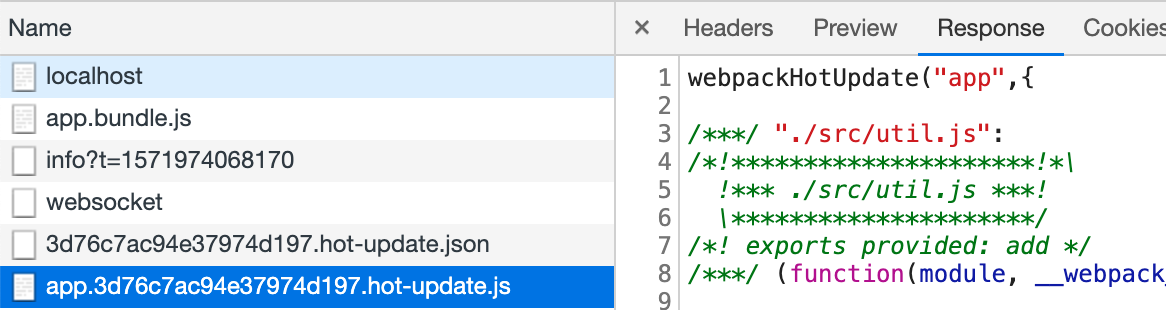 Name
localhost
app.bundle.js
info?t=1571974068170
websocket
3d76c7ac94e37974d197.hot-update.json
app.3d76c7ac94e37974d197.hot-update.js
× Headers Preview Response Cookies
1 webpackHotUpdate("app",{
2
3 /***/ "./src/util.js":
4 /*!*********************!*\
5   !*** ./src/util.js ***!
6   \*********************/
7 /*! exports provided: add */
8 /***/ (function(module, __webpack_
9